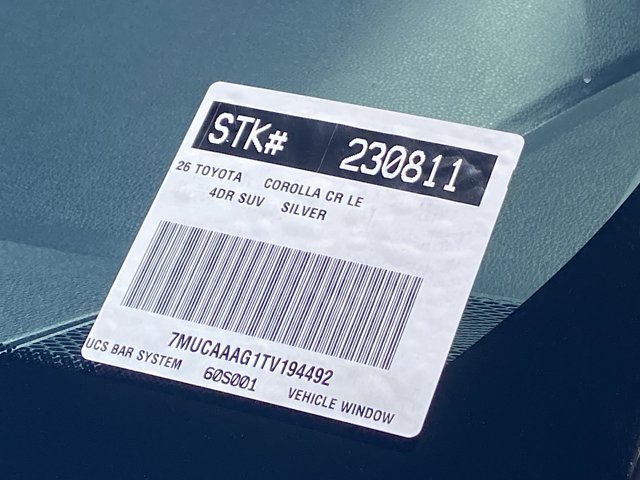 STK# 230811
26 TOYOTA COROLLA CR LE
4DR SUV SILVER
7MUCAAAG1TV194492
UCS BAR SYSTEM 60S001 VEHICLE WINDOW